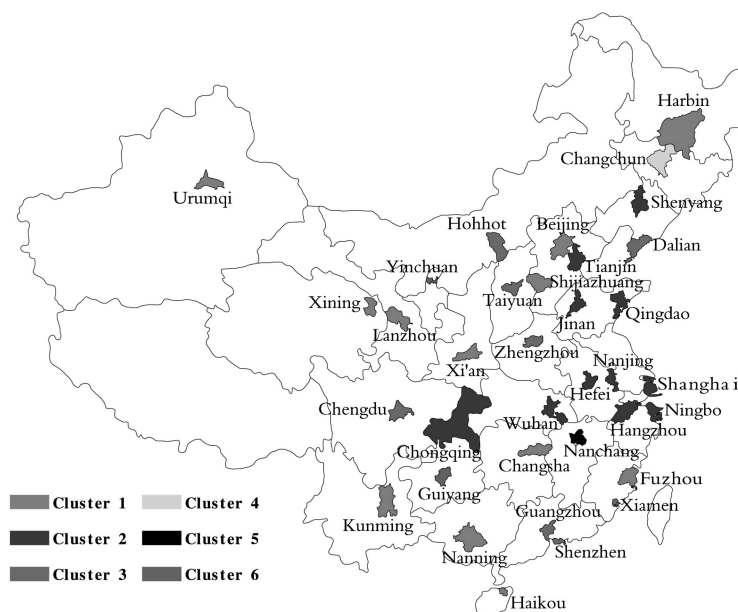 Harbin
Changchun
Urumqi
Shenyang
Hohhot
Beijing
Dalian
Yinchuan
Tianjin
Shijiazhuang
Taiyuan
Xining
Lanzhou
Jinan
Qingdao
Zhengzhou
Xi'an
Nanjing
Shanghai
Hefei
Chengdu
Wuhan
Ningbo
Hangzhou
Chongqing
Nanchang
Changsha
Guiyang
Fuzhou
Cluster 1
Cluster 4
Xiamen
Guangzhou
Kunming
Cluster 2
Cluster 5
Shenzhen
Nanning
Cluster 3
Cluster 6
Haikou